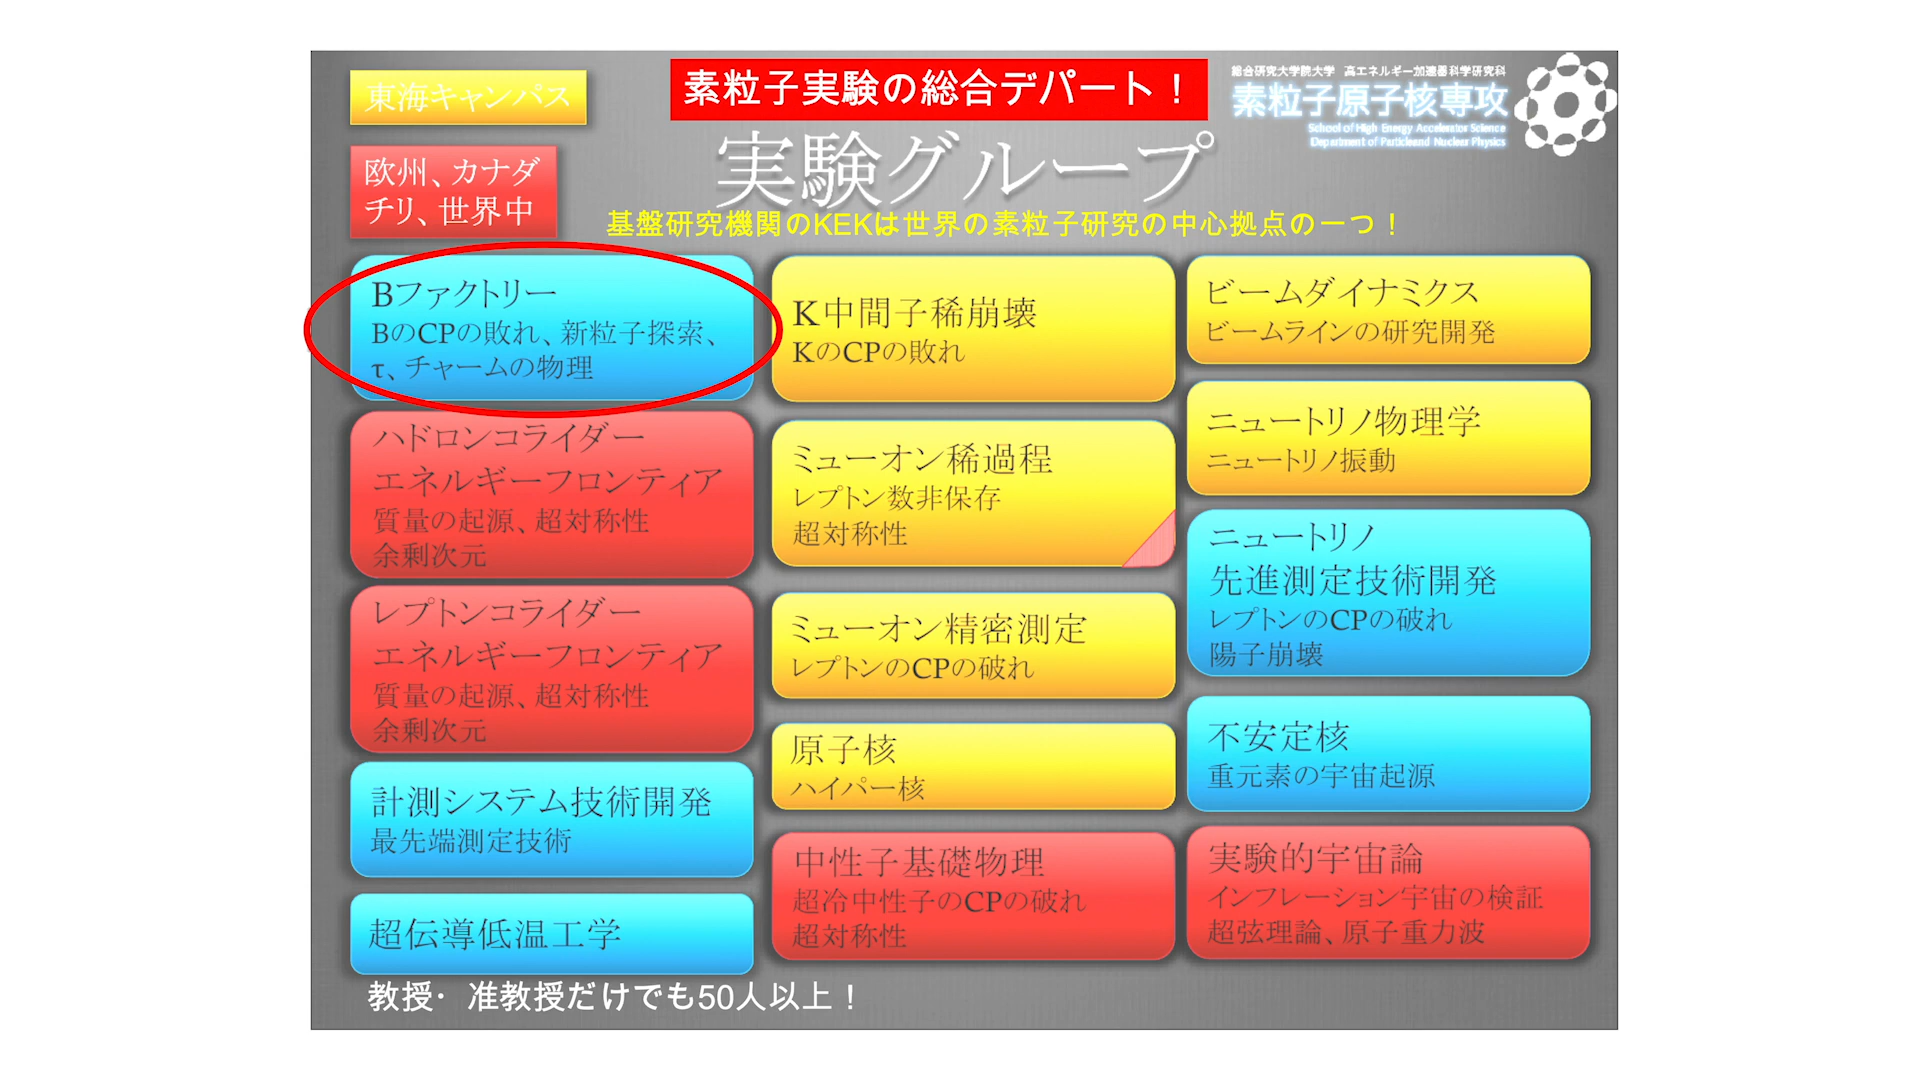 東海キャンパス
素粒子実験の総合デパート！
総合研究大学院大学 高エネルギー加速器科学研究科
素粒子原子核専攻
School of High Energy Accelerator Science
Department of Particleand Nuclear Physics
欧州、カナダ
チリ、世界中
実験グループ
基盤研究機関のKEKは世界の素粒子研究の中心拠点の一つ！
Bファクトリー
BのCPの敗れ、新粒子探索、
τ、チャームの物理
ハドロンコライダー
エネルギーフロンティア
質量の起源、超対称性
余剰次元
レプトンコライダー
エネルギーフロンティア
質量の起源、超対称性
余剰次元
計測システム技術開発
最先端測定技術
超伝導低温工学
K中間子稀崩壊
KのCPの敗れ
ミューオン稀過程
レプトン数非保存
超対称性
ミューオン精密測定
レプトンのCPの破れ
原子核
ハイパー核
中性子基礎物理
超冷中性子のCPの破れ
超対称性
ビームダイナミクス
ビームラインの研究開発
ニュートリノ物理学
ニュートリノ振動
ニュートリノ
先進測定技術開発
レプトンのCPの破れ
陽子崩壊
不安定核
重元素の宇宙起源
実験的宇宙論
インフレーション宇宙の検証
超弦理論、原子重力波
教授・准教授だけでも50人以上！